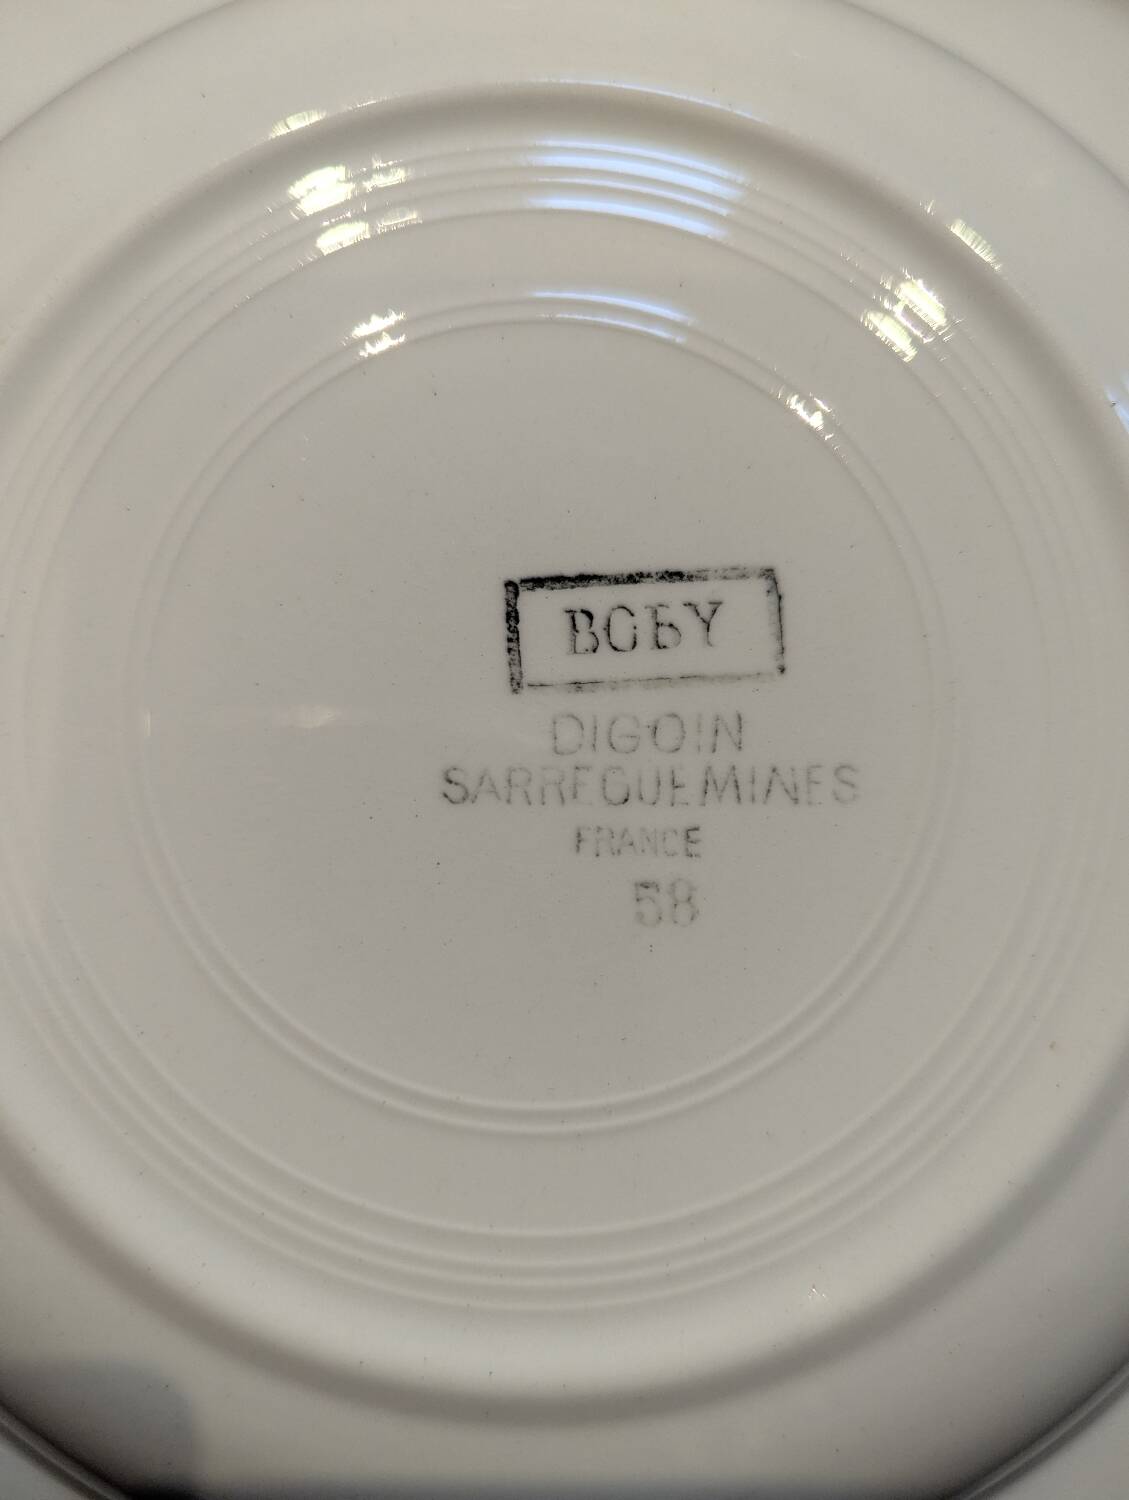 BOBY
DIGOIN
SARREGUEMINES
FRANCE
58